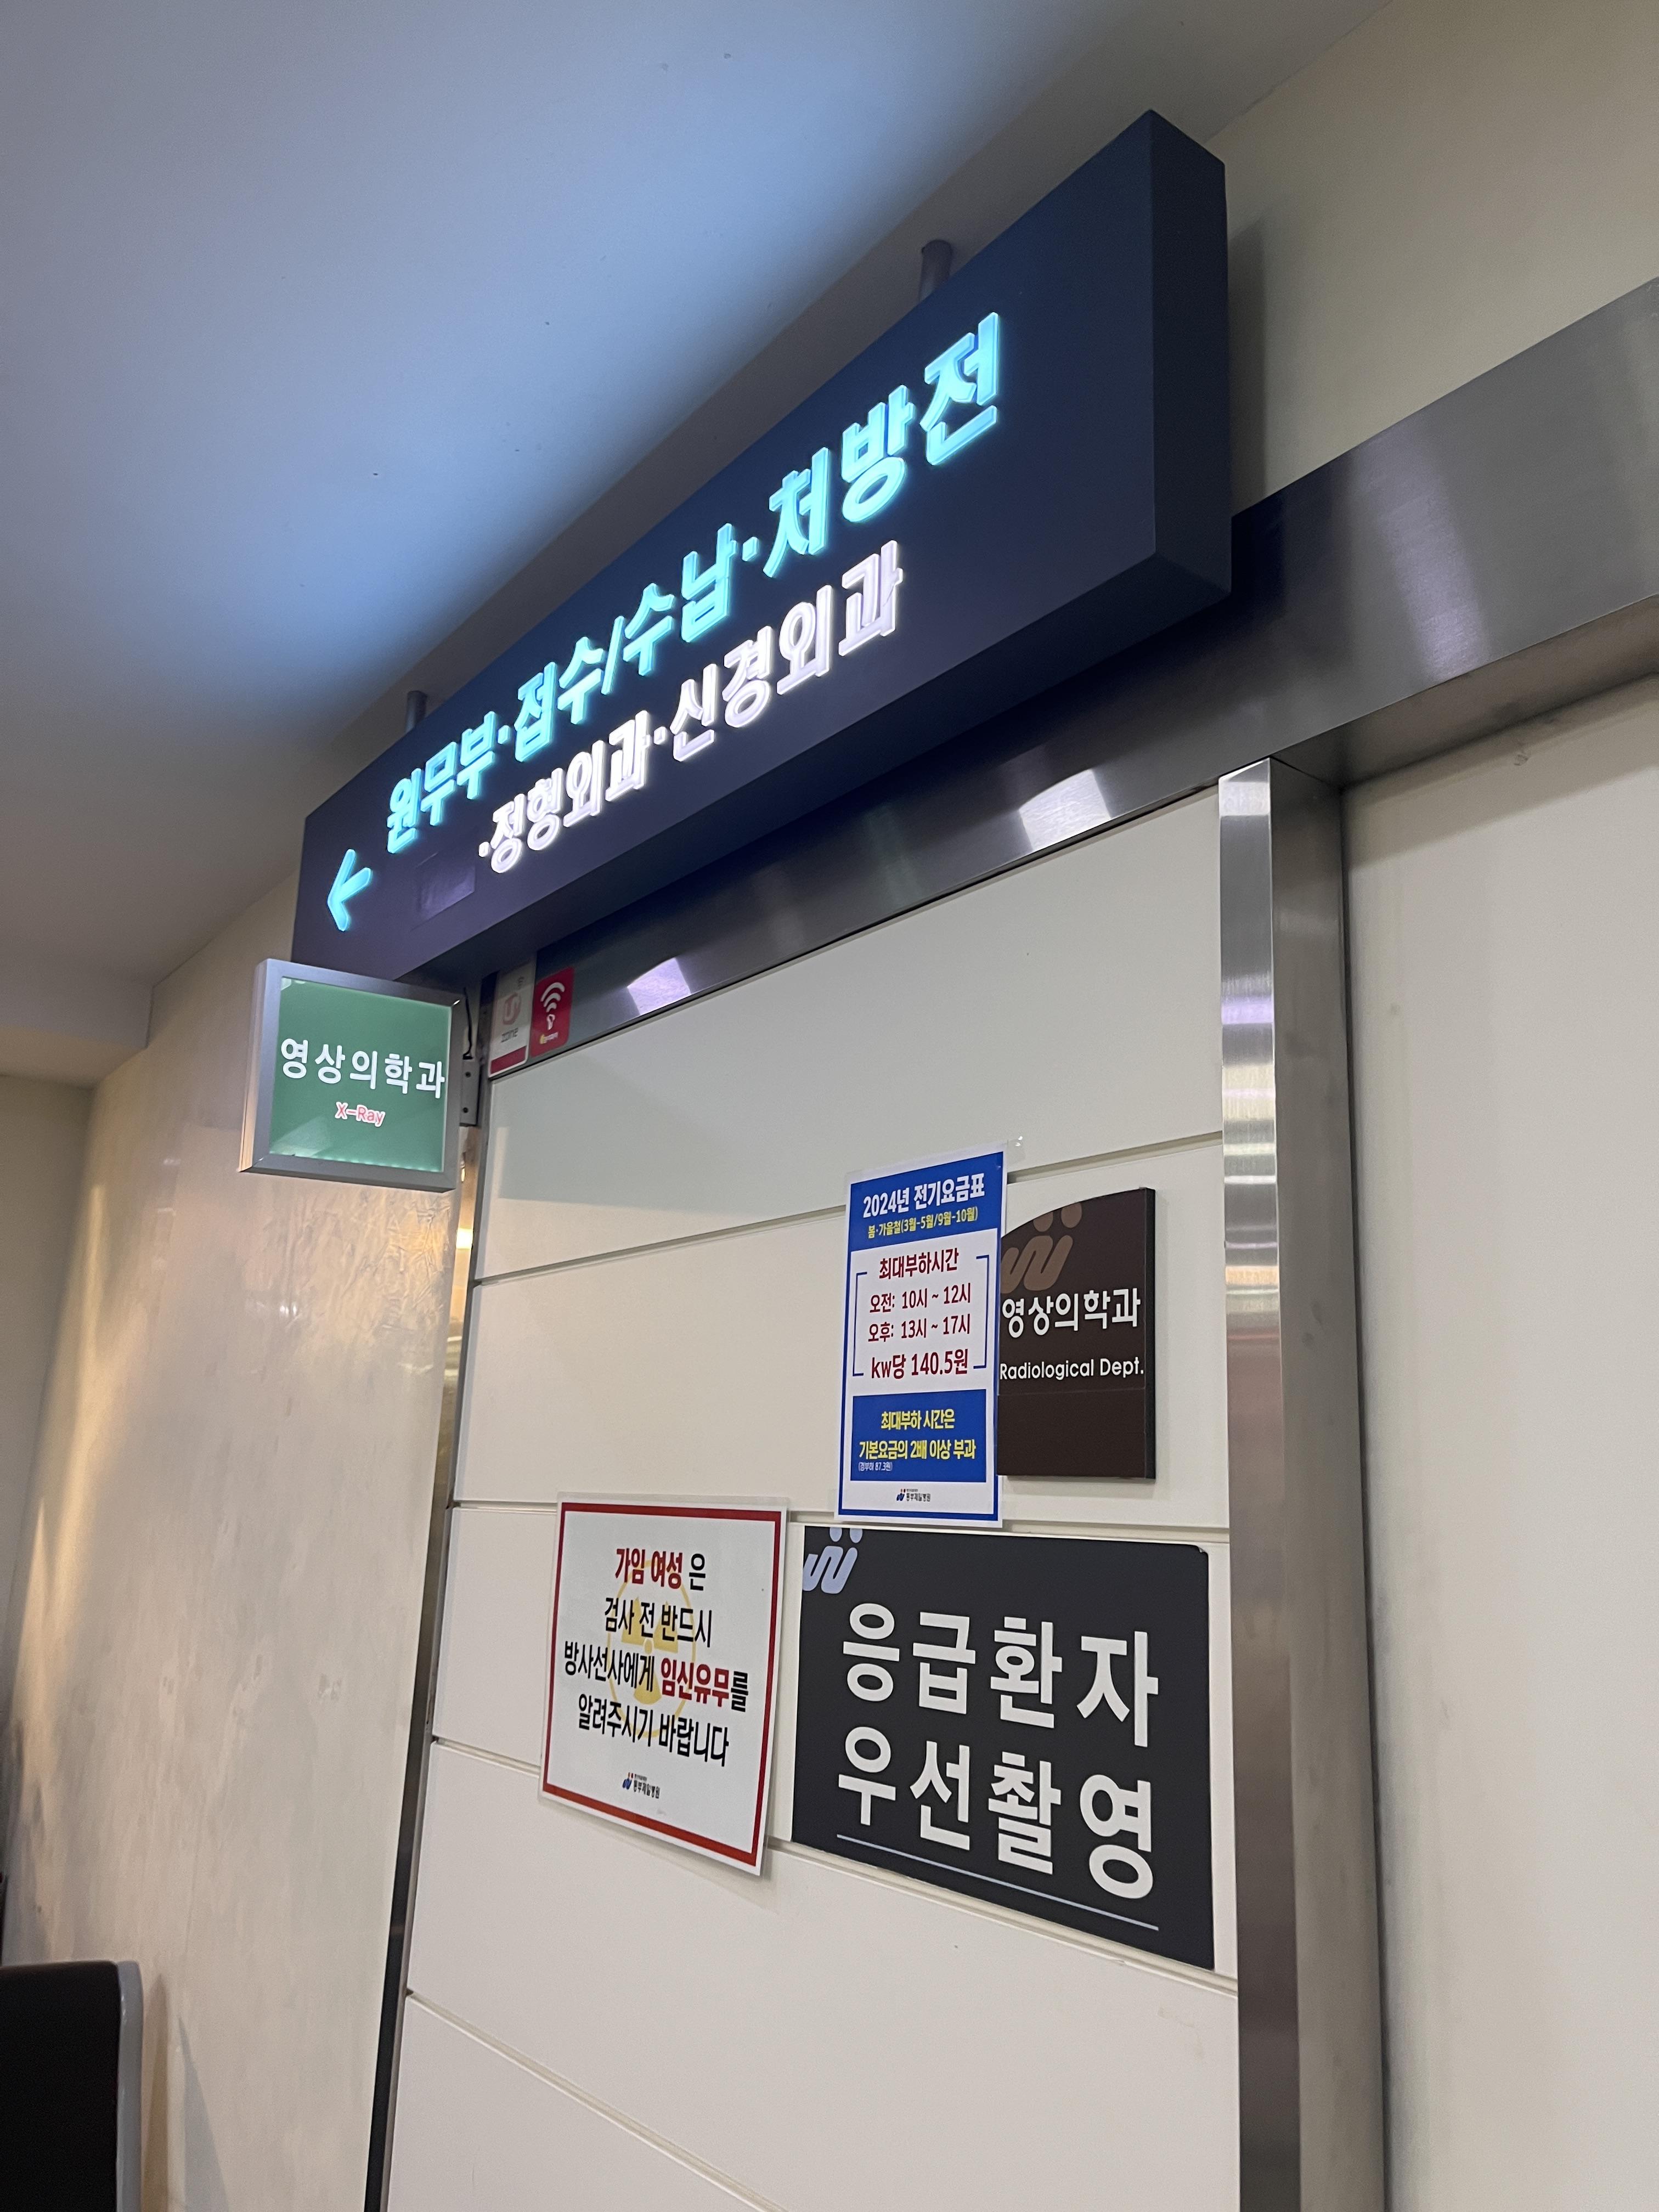 원무부·접수/수납·처방전
·정형외과·신경외과
영상의학과
X-Ray
2024년 전기요금표
봄·가을철(3월~5월/9월~10월)
최대부하시간
오전: 10시 ~ 12시
오후: 13시 ~ 17시
kw당 140.5원
최대부하 시간은
기본요금의 2배 이상 부과
(경부하 87.3원)
영상의학과
Radiological Dept.
가임 여성 은
검사 전 반드시
방사선사에게 임신유무를
알려주시기 바랍니다
응급환자
우선촬영